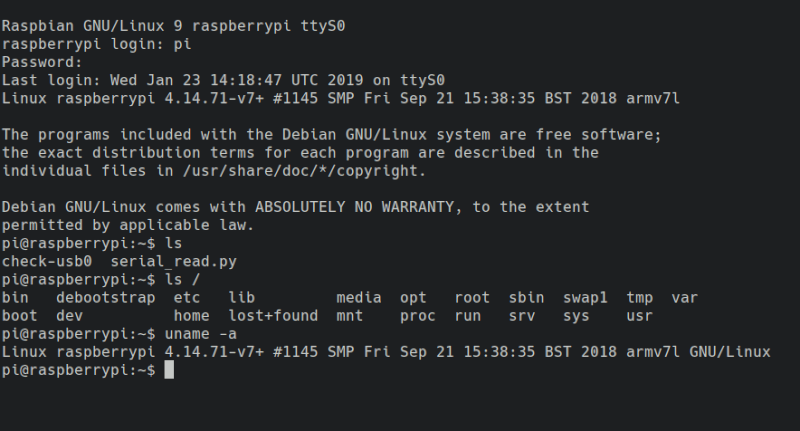 Raspbian GNU/Linux 9 raspberrypi ttyS0
raspberrypi login: pi
Password:
Last login: Wed Jan 23 14:18:47 UTC 2019 on ttyS0
Linux raspberrypi 4.14.71-v7+ #1145 SMP Fri Sep 21 15:38:35 BST 2018 armv7l

The programs included with the Debian GNU/Linux system are free software;
the exact distribution terms for each program are described in the
individual files in /usr/share/doc/*/copyright.

Debian GNU/Linux comes with ABSOLUTELY NO WARRANTY, to the extent
permitted by applicable law.
pi@raspberrypi:~$ ls
check-usb0  serial_read.py
pi@raspberrypi:~$ ls /
bin   debootstrap  etc   lib         media  opt   root  sbin  swap1  tmp  var
boot  dev          home  lost+found  mnt    proc  run   srv   sys    usr
pi@raspberrypi:~$ uname -a
Linux raspberrypi 4.14.71-v7+ #1145 SMP Fri Sep 21 15:38:35 BST 2018 armv7l GNU/Linux
pi@raspberrypi:~$